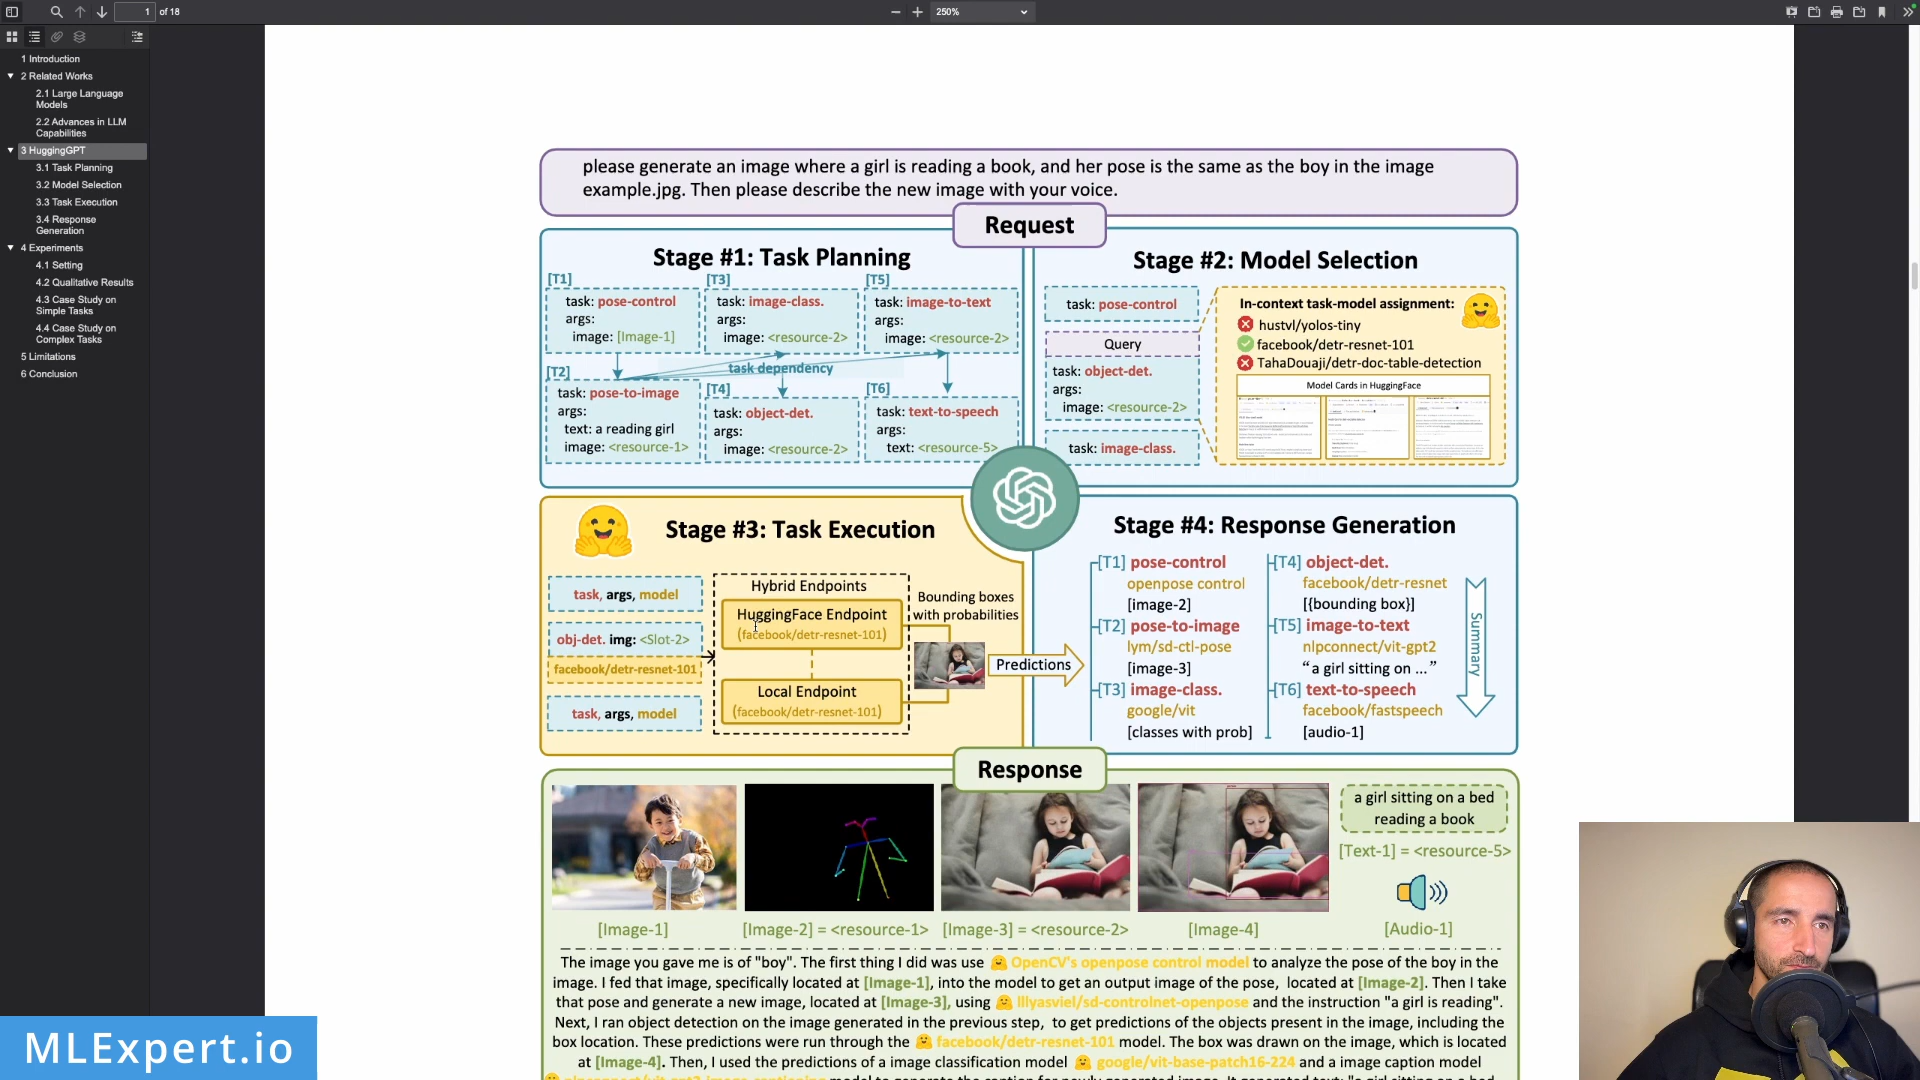 1
of 18
250%
1 Introduction
2 Related Works
2.1 Large Language
Models
2.2 Advances in LLM
Capabilities
3 HuggingGPT
3.1 Task Planning
3.2 Model Selection
3.3 Task Execution
3.4 Response
Generation
4 Experiments
4.1 Setting
4.2 Qualitative Results
4.3 Case Study on
Simple Tasks
4.4 Case Study on
Complex Tasks
5 Limitations
6 Conclusion
please generate an image where a girl is reading a book, and her pose is the same as the boy in the image
example.jpg. Then please describe the new image with your voice.
Request
Stage #1: Task Planning
[T1]
task: pose-control
args:
image: [Image-1]
[T3]
task: image-class.
args:
image: <resource-2>
[T5]
task: image-to-text
args:
image: <resource-2>
task dependency
[T2]
task: pose-to-image
args:
text: a reading girl
image: <resource-1>
[T4]
task: object-det.
args:
image: <resource-2>
[T6]
task: text-to-speech
args:
text: <resource-5>
Stage #2: Model Selection
task: pose-control
Query
task: object-det.
args:
image: <resource-2>
task: image-class.
In-context task-model assignment:
hustvl/yolos-tiny
facebook/detr-resnet-101
TahaDouaji/detr-doc-table-detection
Model Cards in HuggingFace
Stage #3: Task Execution
task, args, model
obj-det. img: <Slot-2>
facebook/detr-resnet-101
task, args, model
Hybrid Endpoints
HuggingFace Endpoint
(facebook/detr-resnet-101)
Local Endpoint
(facebook/detr-resnet-101)
Bounding boxes
with probabilities
Predictions
Stage #4: Response Generation
[T1] pose-control
openpose control
[image-2]
[T2] pose-to-image
lym/sd-ctl-pose
[image-3]
[T3] image-class.
google/vit
[classes with prob]
[T4] object-det.
facebook/detr-resnet
[{bounding box}]
[T5] image-to-text
nlpconnect/vit-gpt2
“a girl sitting on ...”
[T6] text-to-speech
facebook/fastspeech
[audio-1]
Summary
Response
a girl sitting on a bed
reading a book
[Text-1] = <resource-5>
[Image-1]
[Image-2] = <resource-1>
[Image-3] = <resource-2>
[Image-4]
[Audio-1]
The image you gave me is of "boy". The first thing I did was use OpenCV's openpose control model to analyze the pose of the boy in the
image. I fed that image, specifically located at [Image-1], into the model to get an output image of the pose, located at [Image-2]. Then I take
that pose and generate a new image, located at [Image-3], using lllyasviel/sd-controlnet-openpose and the instruction "a girl is reading".
Next, I ran object detection on the image generated in the previous step, to get predictions of the objects present in the image, including the
box location. These predictions were run through the facebook/detr-resnet-101 model. The box was drawn on the image, which is located
at [Image-4]. Then, I used the predictions of a image classification model google/vit-base-patch16-224 and a image caption model
MLExpert.io